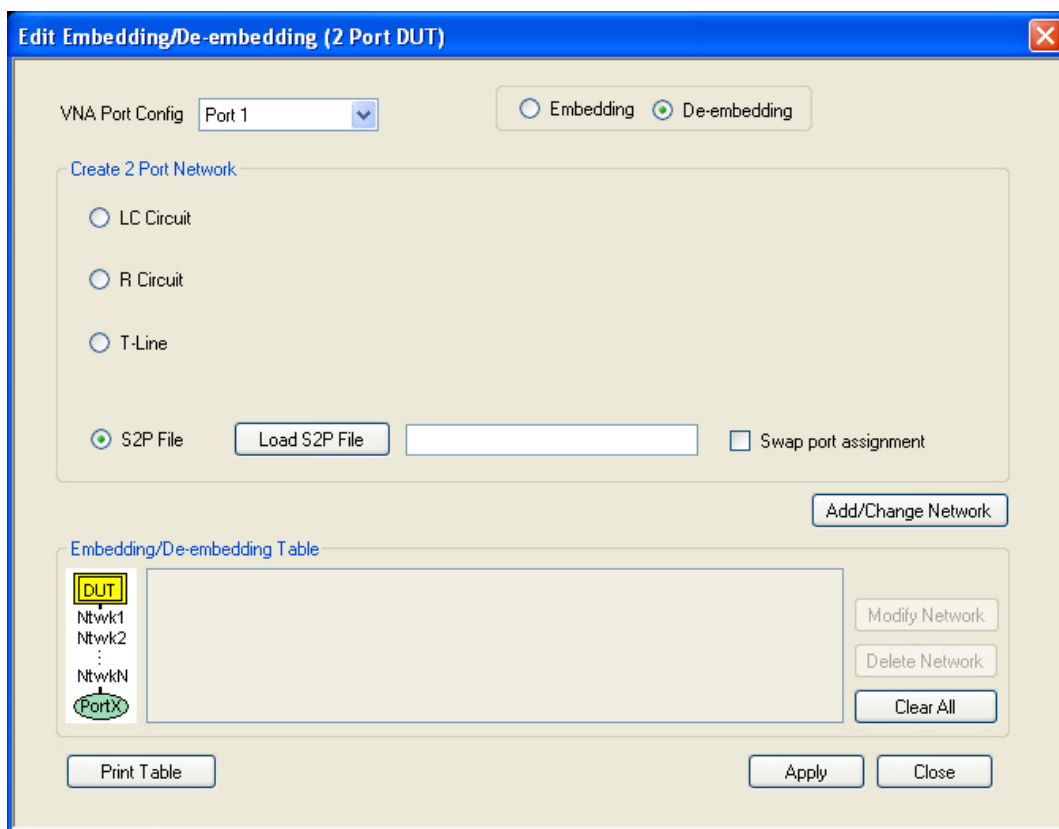 Edit Embedding/De-embedding (2 Port DUT)
VNA Port Config Port 1 Embedding De-embedding
Create 2 Port Network
LC Circuit
R Circuit
T-Line
S2P File Load S2P File Swap port assignment
Add/Change Network
Embedding/De-embedding Table
DUT
Ntwk1
Ntwk2
⋮
NtwkN
PortX
Modify Network
Delete Network
Clear All
Print Table Apply Close